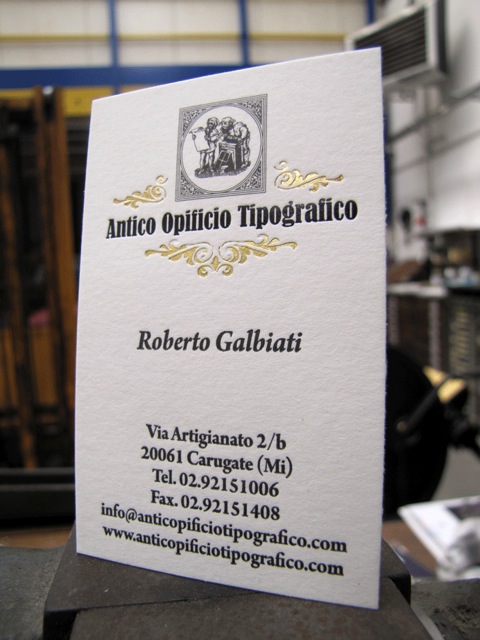 Antico Opificio Tipografico
Roberto Galbiati
Via Artigianato 2/b
20061 Carugate (Mi)
Tel. 02.92151006
Fax. 02.92151408
info@anticopificiotipografico.com
www.anticopificiotipografico.com